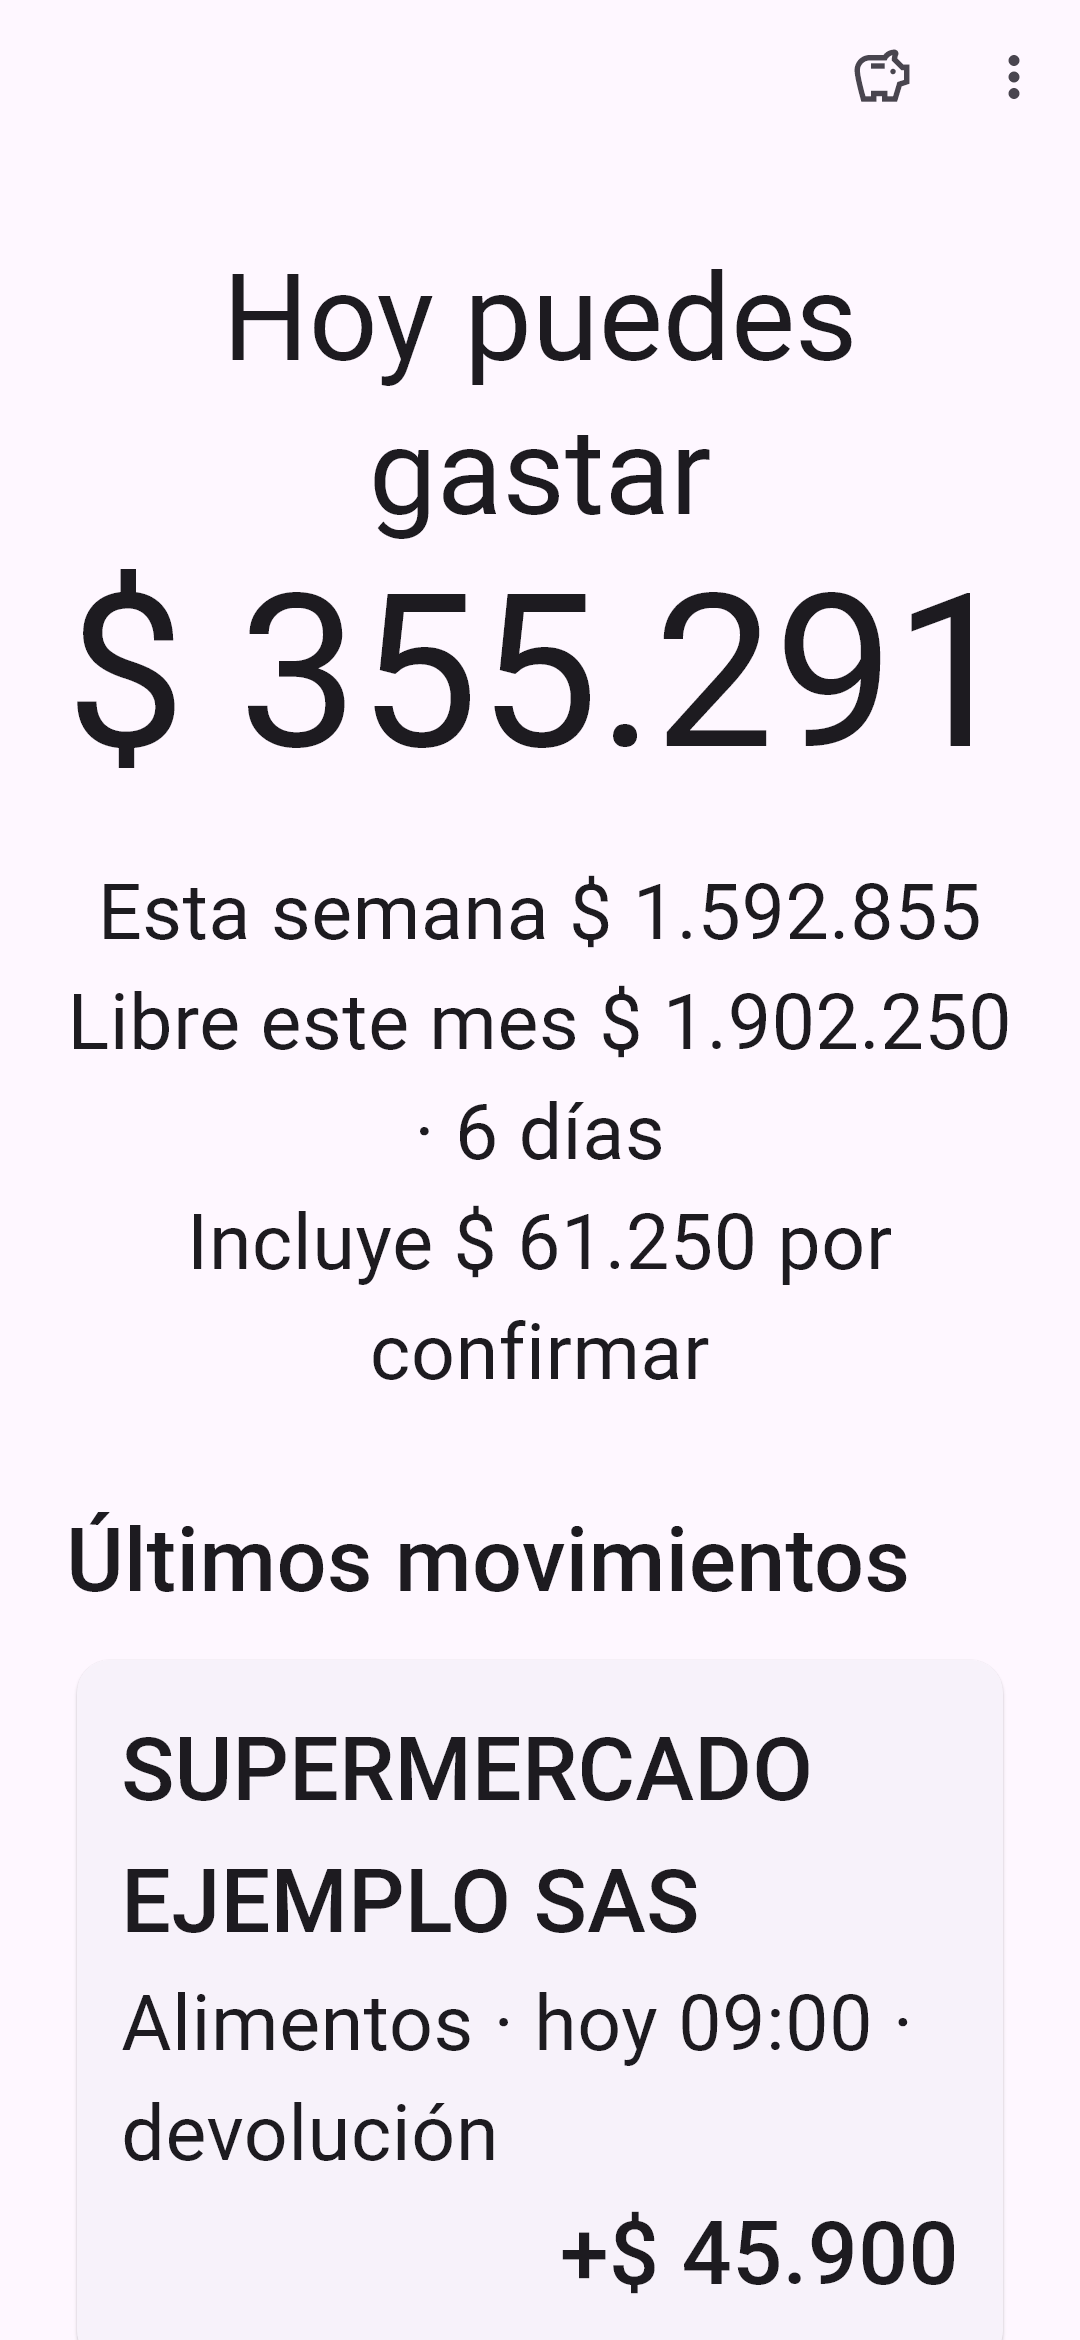 Hoy puedes
gastar
$ 355.291
Esta semana $ 1.592.855
Libre este mes $ 1.902.250
· 6 días
Incluye $ 61.250 por
confirmar
Últimos movimientos
SUPERMERCADO
EJEMPLO SAS
Alimentos · hoy 09:00 ·
devolución
+$ 45.900